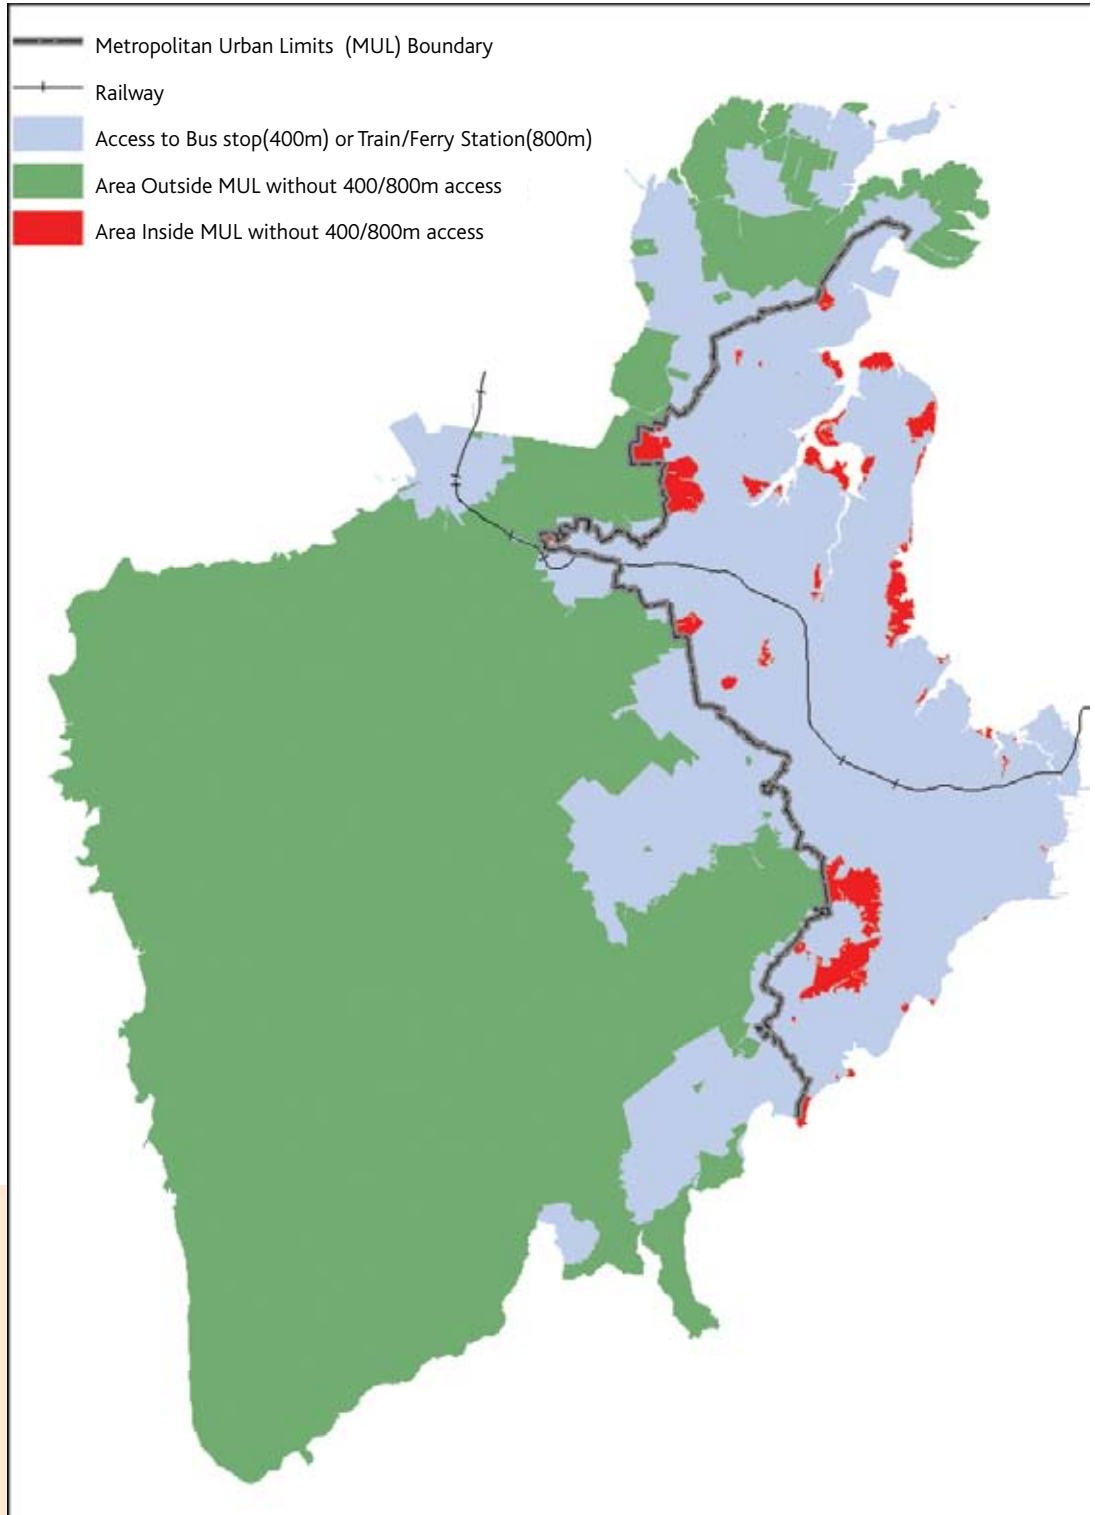 Metropolitan Urban Limits (MUL) Boundary
Railway
Access to Bus stop(400m) or Train/Ferry Station(800m)
Area Outside MUL without 400/800m access
Area Inside MUL without 400/800m access